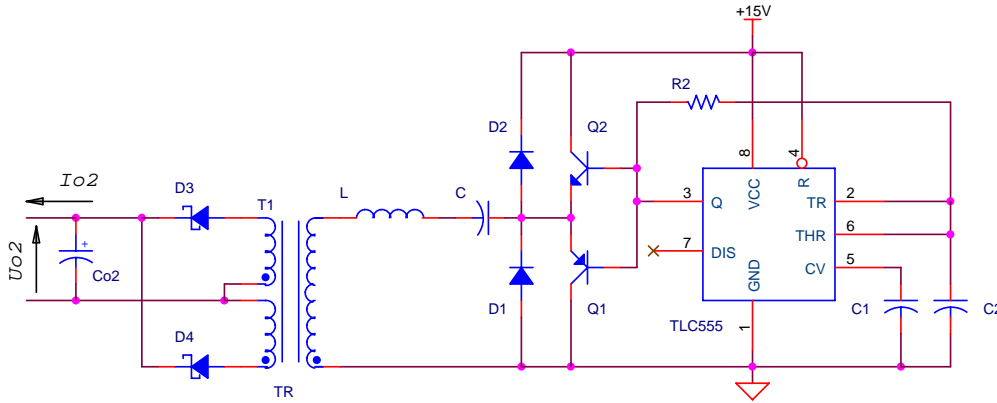 +15V
R2
D2
Q2
8
4
VCC
R
3
Q
TR
2
Io2
D3
T1
L
C
THR
6
7
DIS
CV
5
Uo2
+
Co2
GND
D1
Q1
1
TLC555
C1
C2
D4
TR